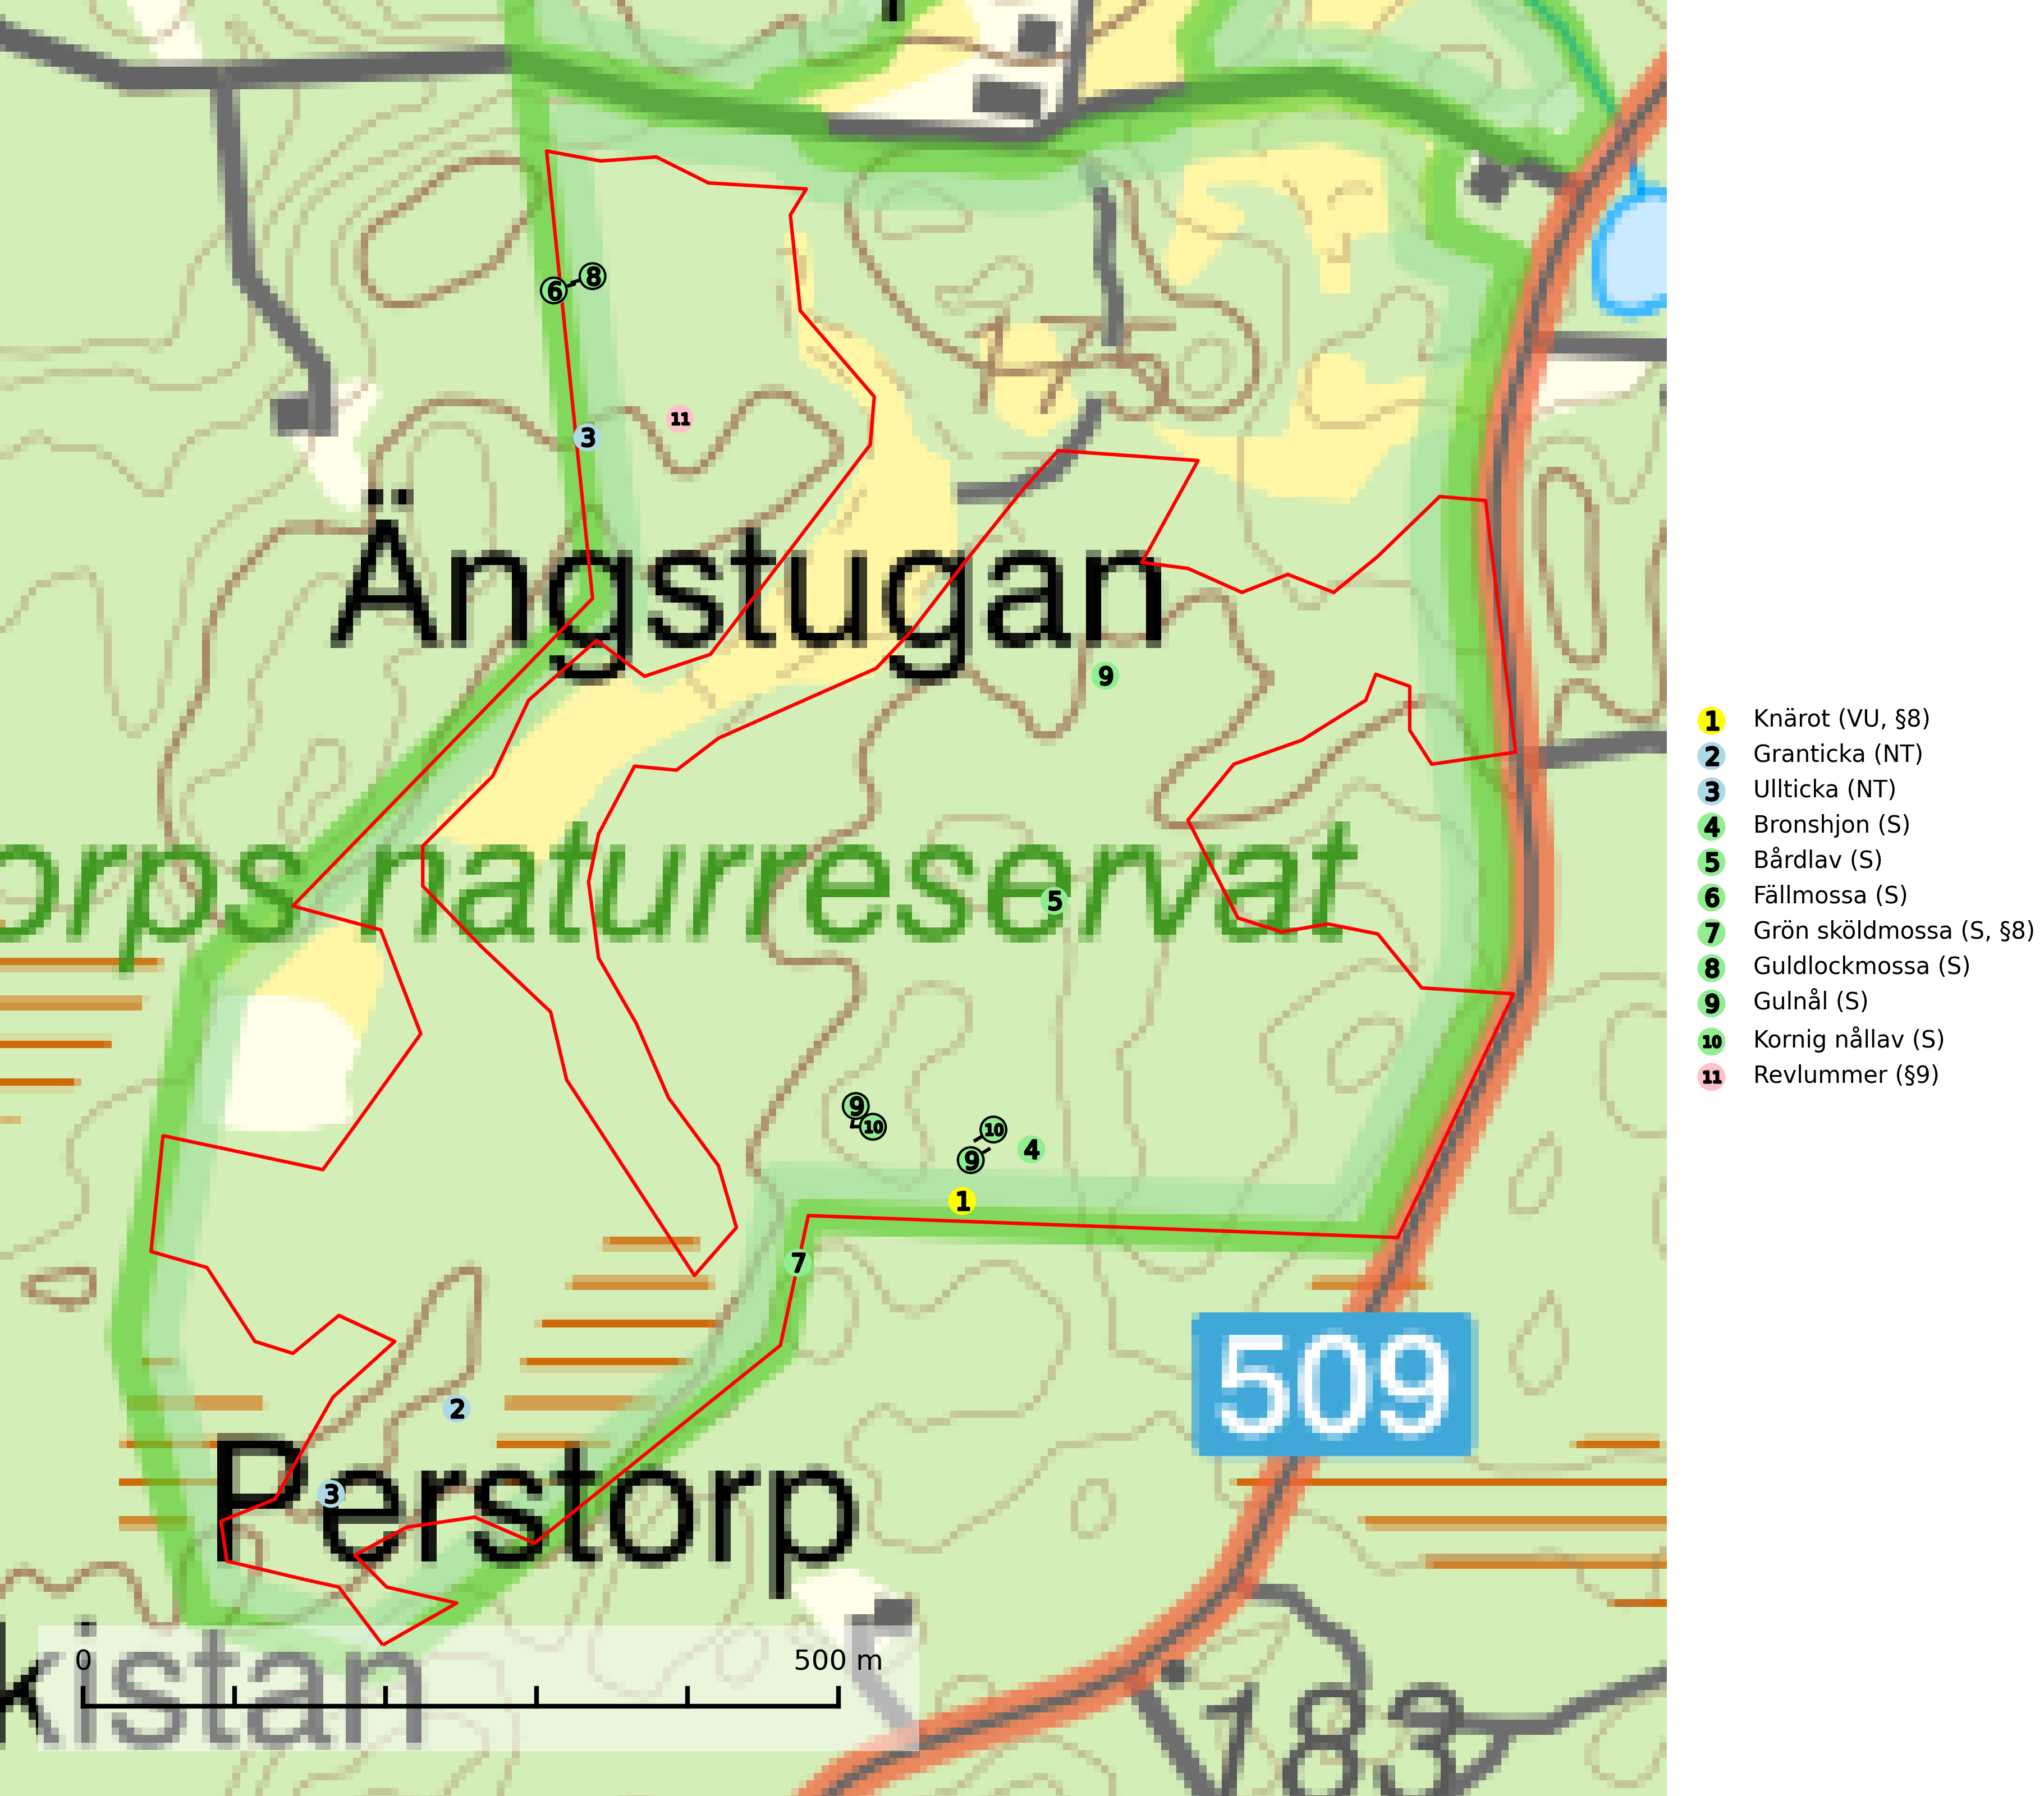 6 8
11
3
Ängstugan
9
orps naturreservat
5
9
10
10
9 4
1
7
509
2
3
Perstorp
kistan
0 500 m
183
1 Knärot (VU, §8)
2 Granticka (NT)
3 Ullticka (NT)
4 Bronshjon (S)
5 Bårdlav (S)
6 Fällmossa (S)
7 Grön sköldmossa (S, §8)
8 Guldlockmossa (S)
9 Gulnål (S)
10 Kornig nållav (S)
11 Revlummer (§9)